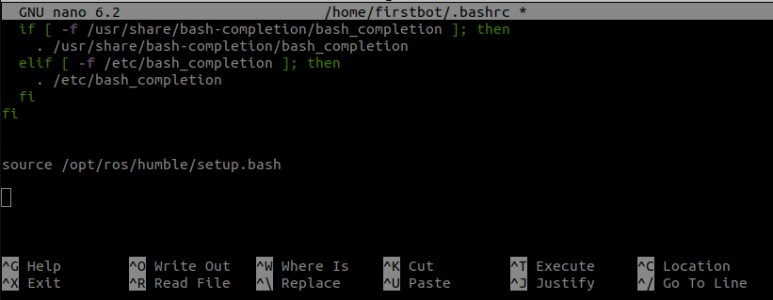 GNU nano 6.2 /home/firstbot/.bashrc *
if [ -f /usr/share/bash-completion/bash_completion ]; then
. /usr/share/bash-completion/bash_completion
elif [ -f /etc/bash_completion ]; then
. /etc/bash_completion
fi
fi
source /opt/ros/humble/setup.bash
^G Help ^O Write Out ^W Where Is ^K Cut ^T Execute ^C Location
^X Exit ^R Read File ^\ Replace ^U Paste ^J Justify ^/ Go To Line